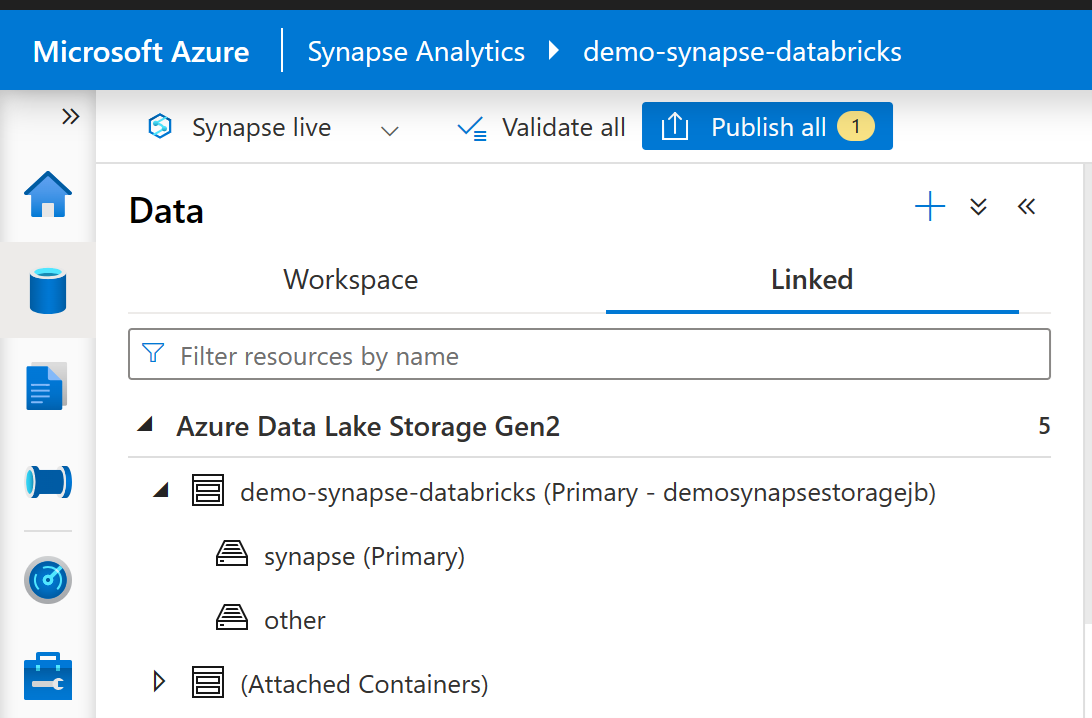 Microsoft Azure Synapse Analytics demo-synapse-databricks
Synapse live Validate all Publish all 1
Data
Workspace Linked
Filter resources by name
Azure Data Lake Storage Gen2 5
demo-synapse-databricks (Primary - demosynapsestoragejb)
synapse (Primary)
other
(Attached Containers)